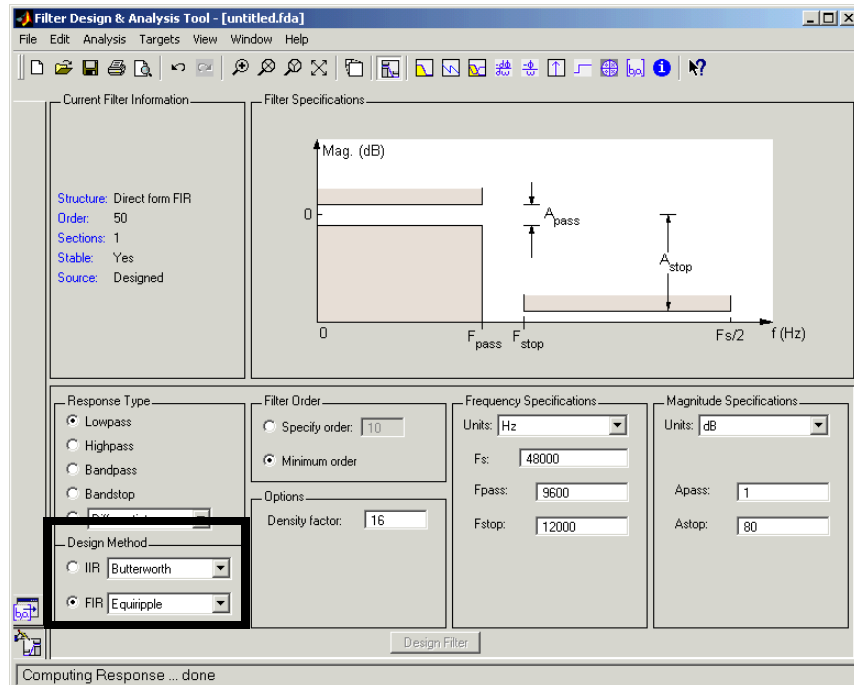 Filter Design & Analysis Tool - [untitled.fda]
File Edit Analysis Targets View Window Help
Current Filter Information
Structure: Direct form FIR
Order: 50
Sections: 1
Stable: Yes
Source: Designed
Filter Specifications
Mag. (dB)
0
Apass
Astop
0
Fpass
Fstop
Fs/2
f (Hz)
Response Type
Lowpass
Highpass
Bandpass
Bandstop
Design Method
IIR Butterworth
FIR Equiripple
Filter Order
Specify order: 10
Minimum order
Options
Density factor: 16
Frequency Specifications
Units: Hz
Fs: 48000
Fpass: 9600
Fstop: 12000
Magnitude Specifications
Units: dB
Apass: 1
Astop: 80
Design Filter
Computing Response ... done